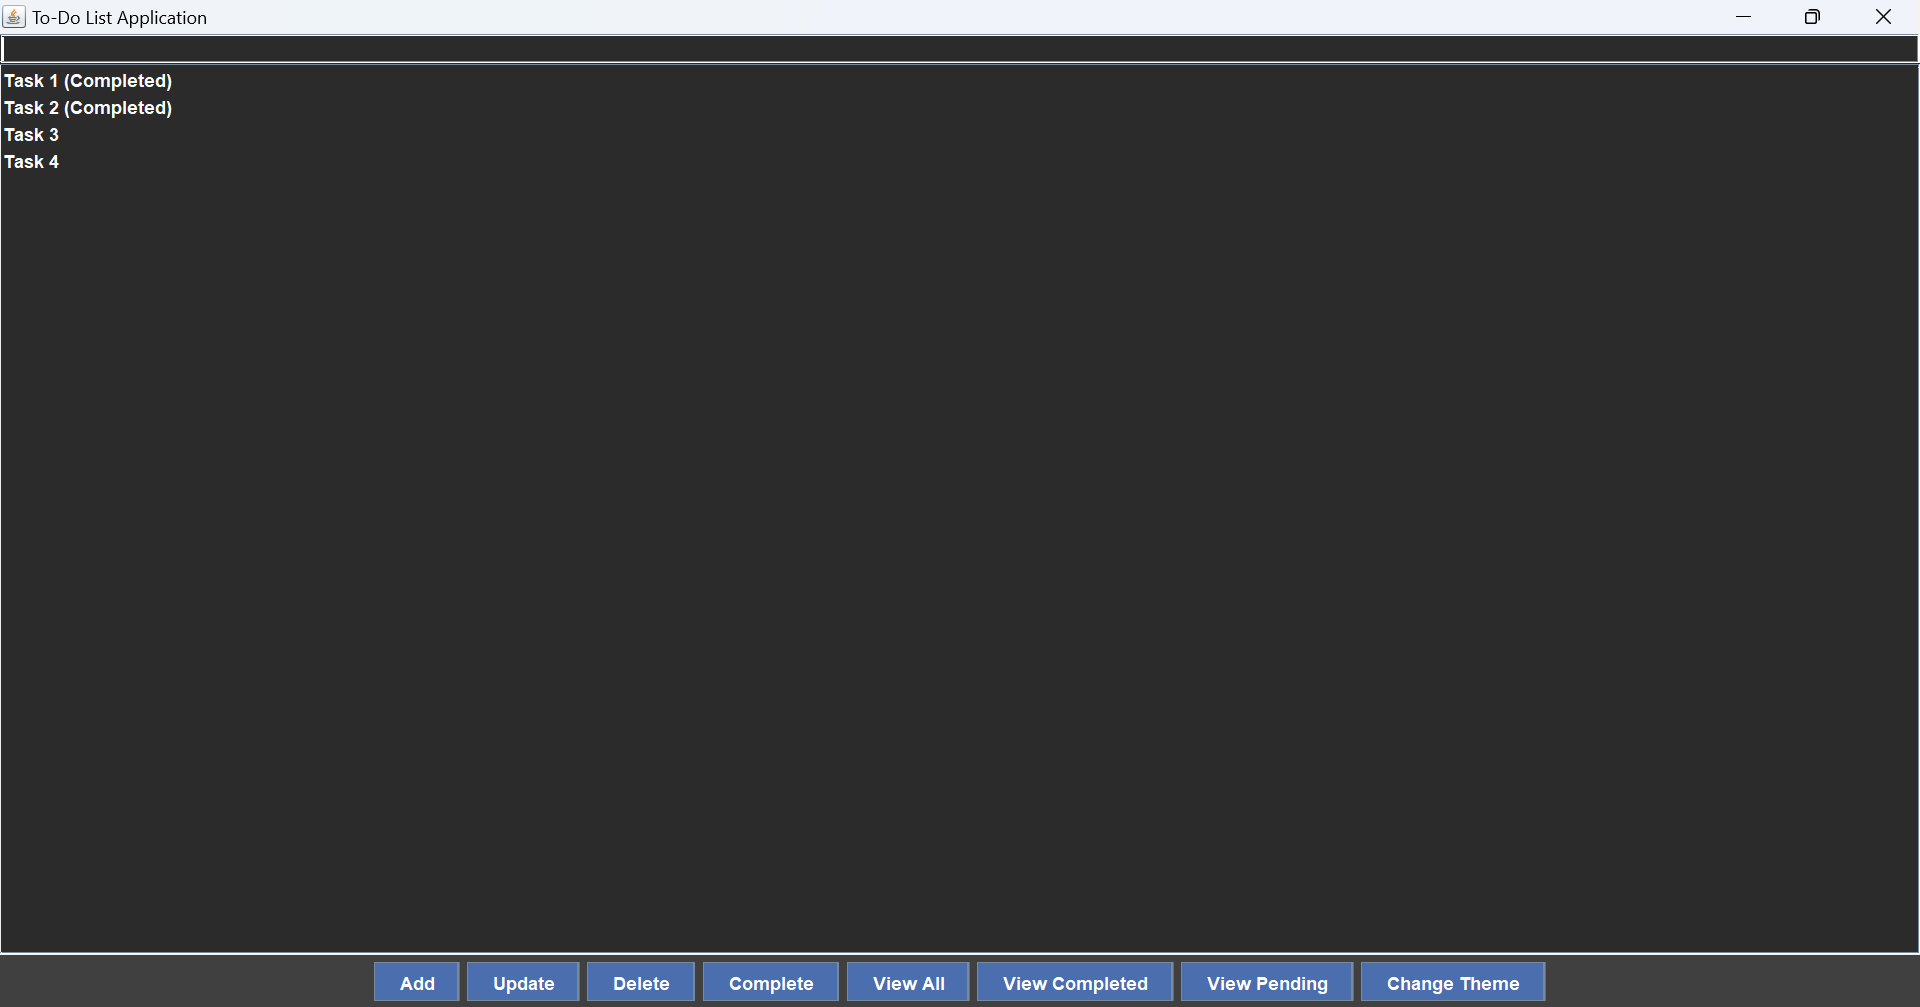 To-Do List Application
Task 1 (Completed)
Task 2 (Completed)
Task 3
Task 4
Add Update Delete Complete View All View Completed View Pending Change Theme